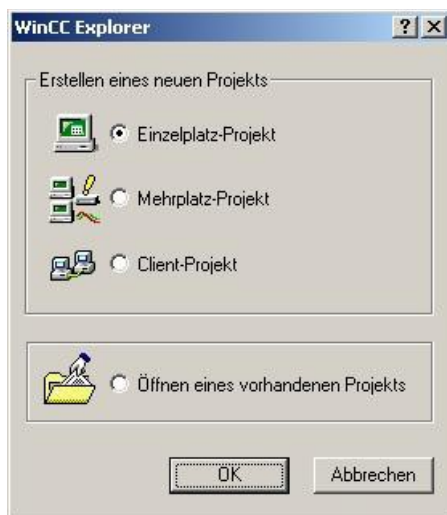 WinCC Explorer
Erstellen eines neuen Projekts
Einzelplatz-Projekt
Mehrplatz-Projekt
Client-Projekt
Öffnen eines vorhandenen Projekts
OK
Abbrechen